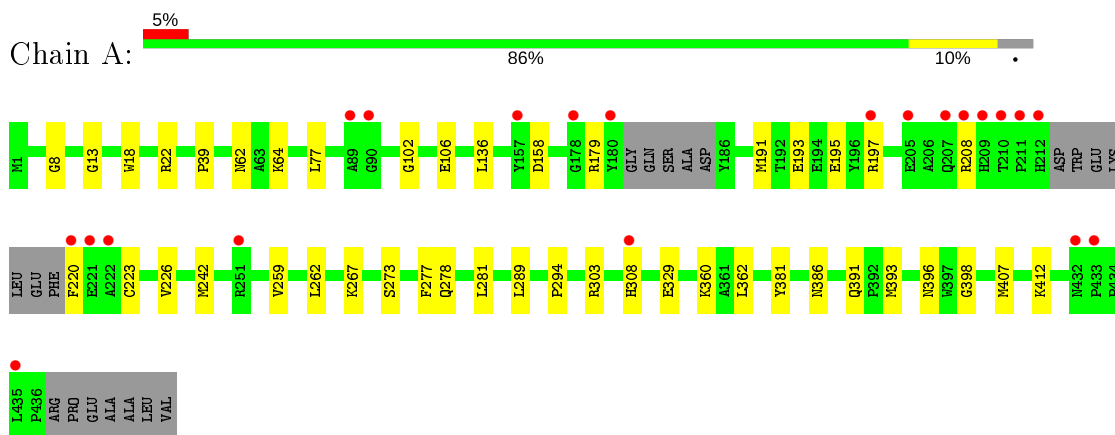 5%
Chain A:
86% 10% •
M1 G8 G13 W18 R22 P39 N62 A63 K64 L77 A89 G90 G102 E106 L136 Y157 D158 G178 R179 Y180 GLY GLN SER ALA ASP Y186 M191 T192 E193 E194 E195 Y196 R197 E205 A206 Q207 R208 H209 T210 P211 H212 ASP TRP GLU LYS
LEU GLU PHE F220 E221 A222 C223 V226 M242 R251 V259 L262 K267 S273 F277 Q278 L281 L289 P294 R303 H308 E329 K360 A361 L362 Y381 N386 Q391 P392 M393 N396 W397 G398 M407 K412 N432 P433 P434
L435 P436 ARG PRO GLU ALA ALA LEU VAL